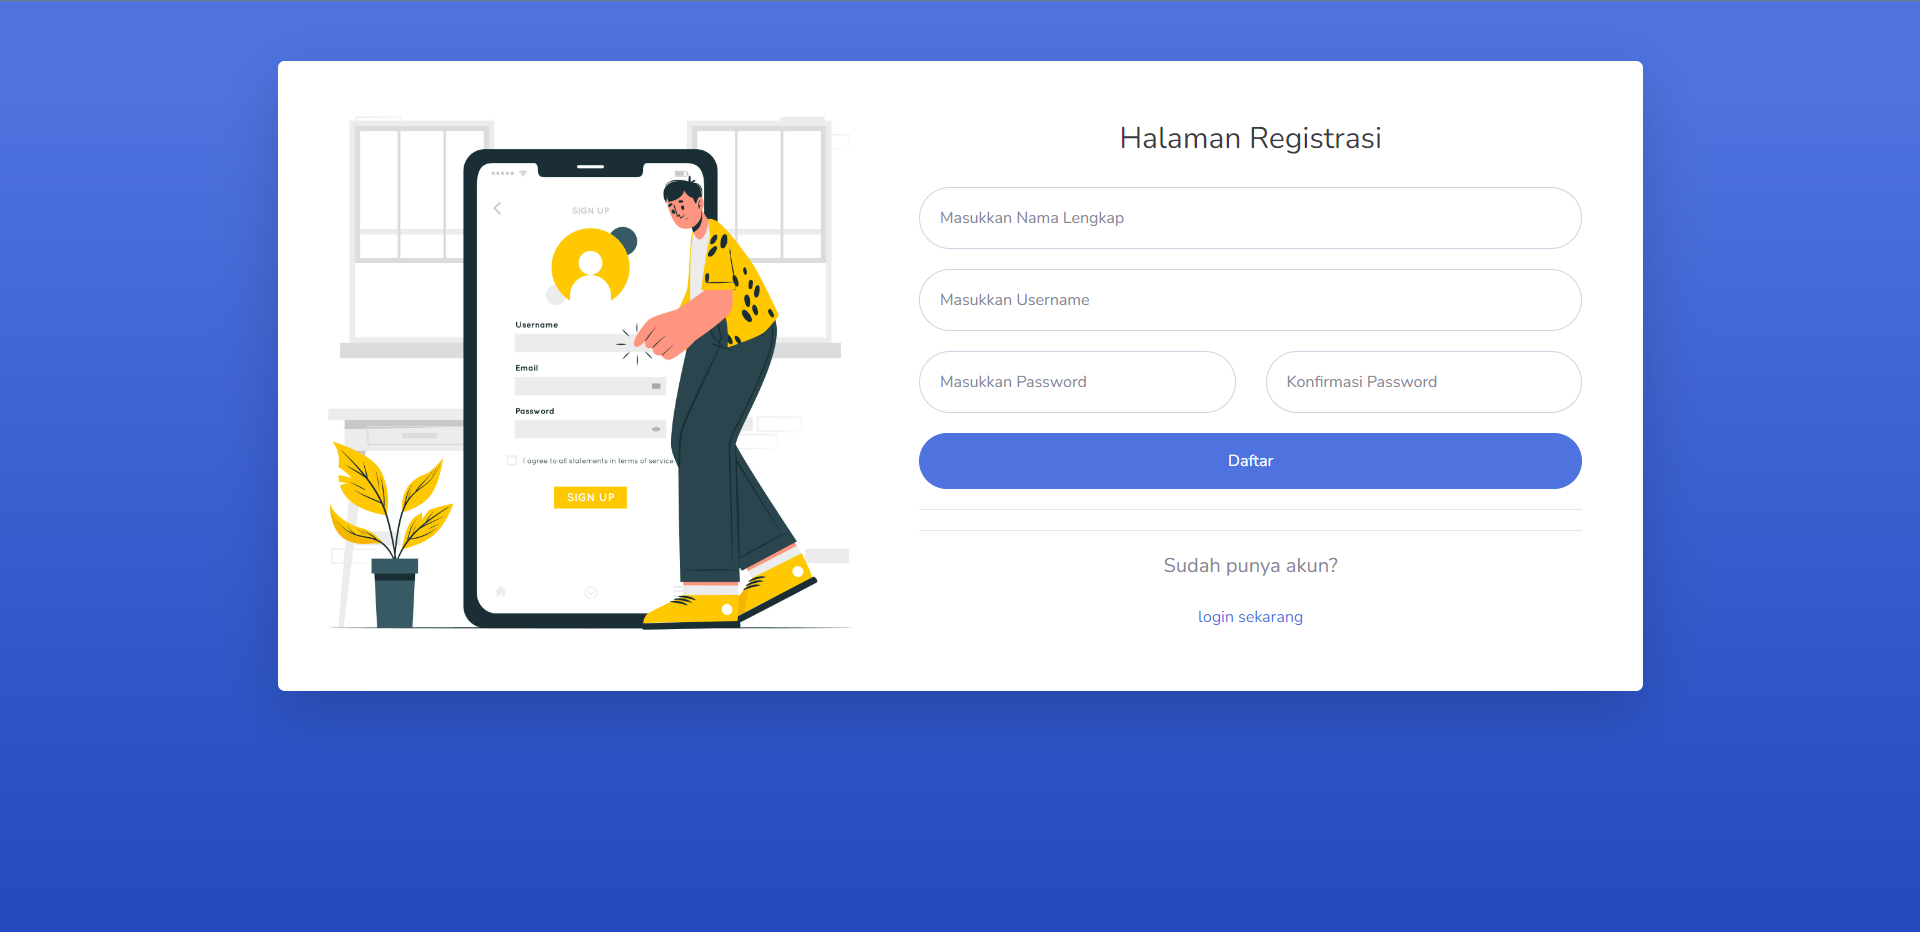 SIGN UP
Username
Email
Password
I agree to all statements in terms of service
SIGN UP
Halaman Registrasi
Masukkan Nama Lengkap
Masukkan Username
Masukkan Password
Konfirmasi Password
Daftar
Sudah punya akun?
login sekarang